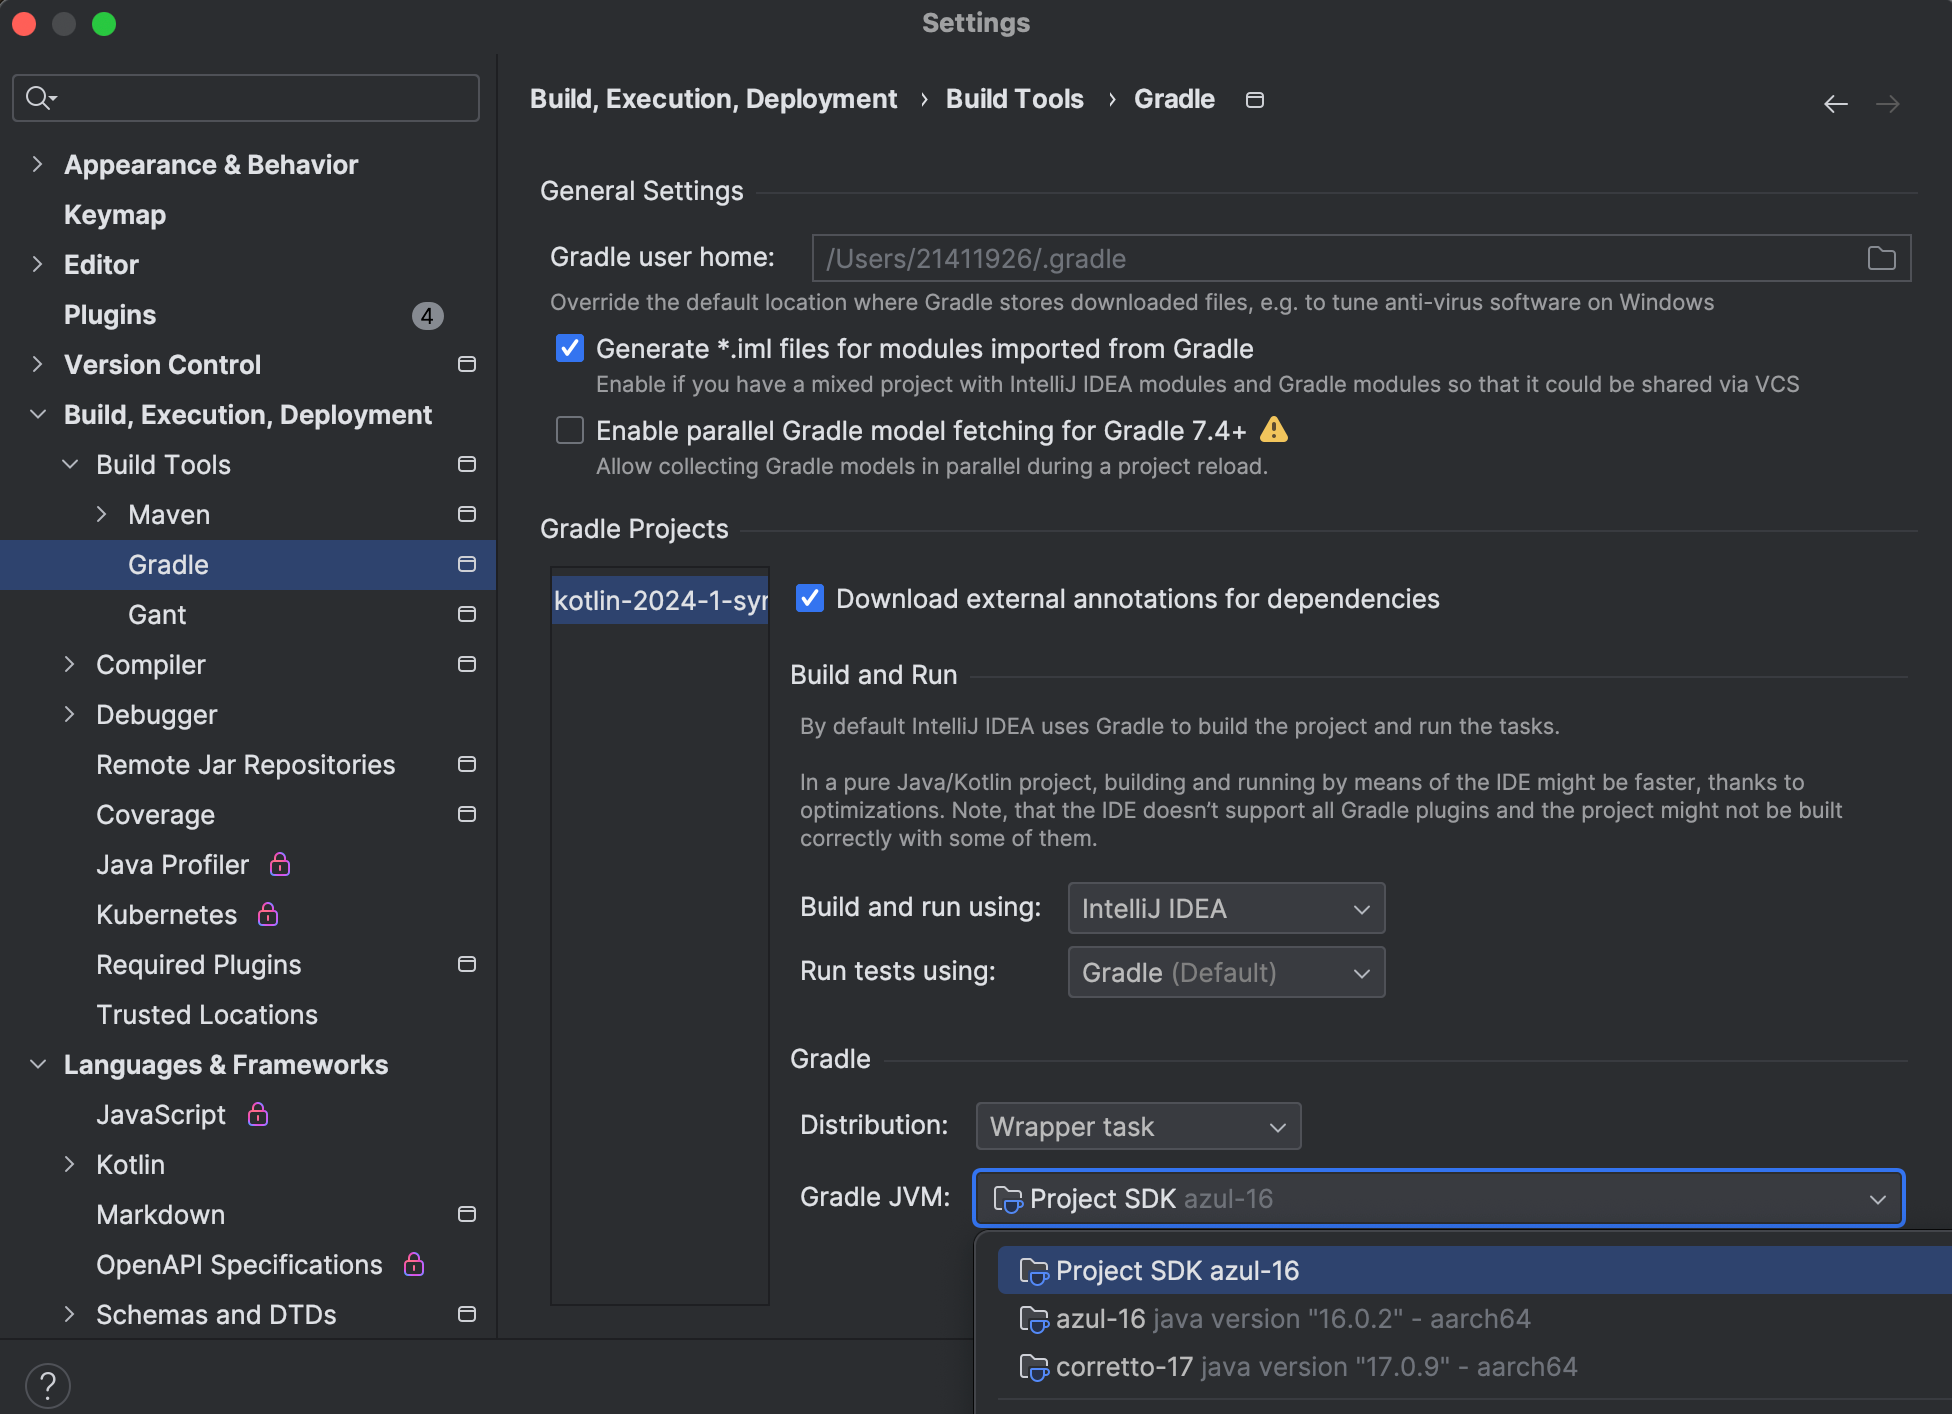 Settings
Appearance & Behavior
Keymap
Editor
Plugins 4
Version Control
Build, Execution, Deployment
Build Tools
Maven
Gradle
Gant
Compiler
Debugger
Remote Jar Repositories
Coverage
Java Profiler
Kubernetes
Required Plugins
Trusted Locations
Languages & Frameworks
JavaScript
Kotlin
Markdown
OpenAPI Specifications
Schemas and DTDs
?
Build, Execution, Deployment › Build Tools › Gradle
General Settings
Gradle user home: /Users/21411926/.gradle
Override the default location where Gradle stores downloaded files, e.g. to tune anti-virus software on Windows
Generate *.iml files for modules imported from Gradle
Enable if you have a mixed project with IntelliJ IDEA modules and Gradle modules so that it could be shared via VCS
Enable parallel Gradle model fetching for Gradle 7.4+
Allow collecting Gradle models in parallel during a project reload.
Gradle Projects
kotlin-2024-1-syr
Download external annotations for dependencies
Build and Run
By default IntelliJ IDEA uses Gradle to build the project and run the tasks.
In a pure Java/Kotlin project, building and running by means of the IDE might be faster, thanks to
optimizations. Note, that the IDE doesn’t support all Gradle plugins and the project might not be built
correctly with some of them.
Build and run using: IntelliJ IDEA
Run tests using: Gradle (Default)
Gradle
Distribution: Wrapper task
Gradle JVM: Project SDK azul-16
Project SDK azul-16
azul-16 java version "16.0.2" - aarch64
corretto-17 java version "17.0.9" - aarch64